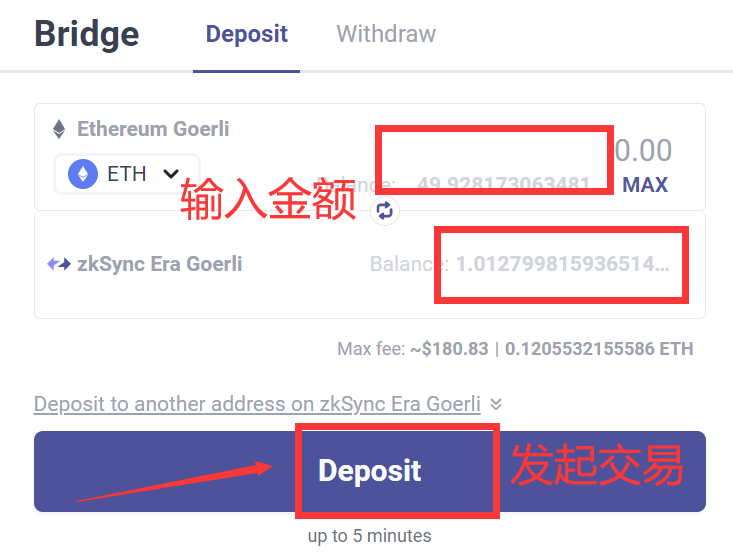 Bridge Deposit Withdraw
Ethereum Goerli
0.00
ETH
Balance: 49.928173063481
MAX
输入金额
zkSync Era Goerli
Balance: 1.012799815936514...
Max fee: ~$180.83 | 0.1205532155586 ETH
Deposit to another address on zkSync Era Goerli
Deposit
发起交易
up to 5 minutes